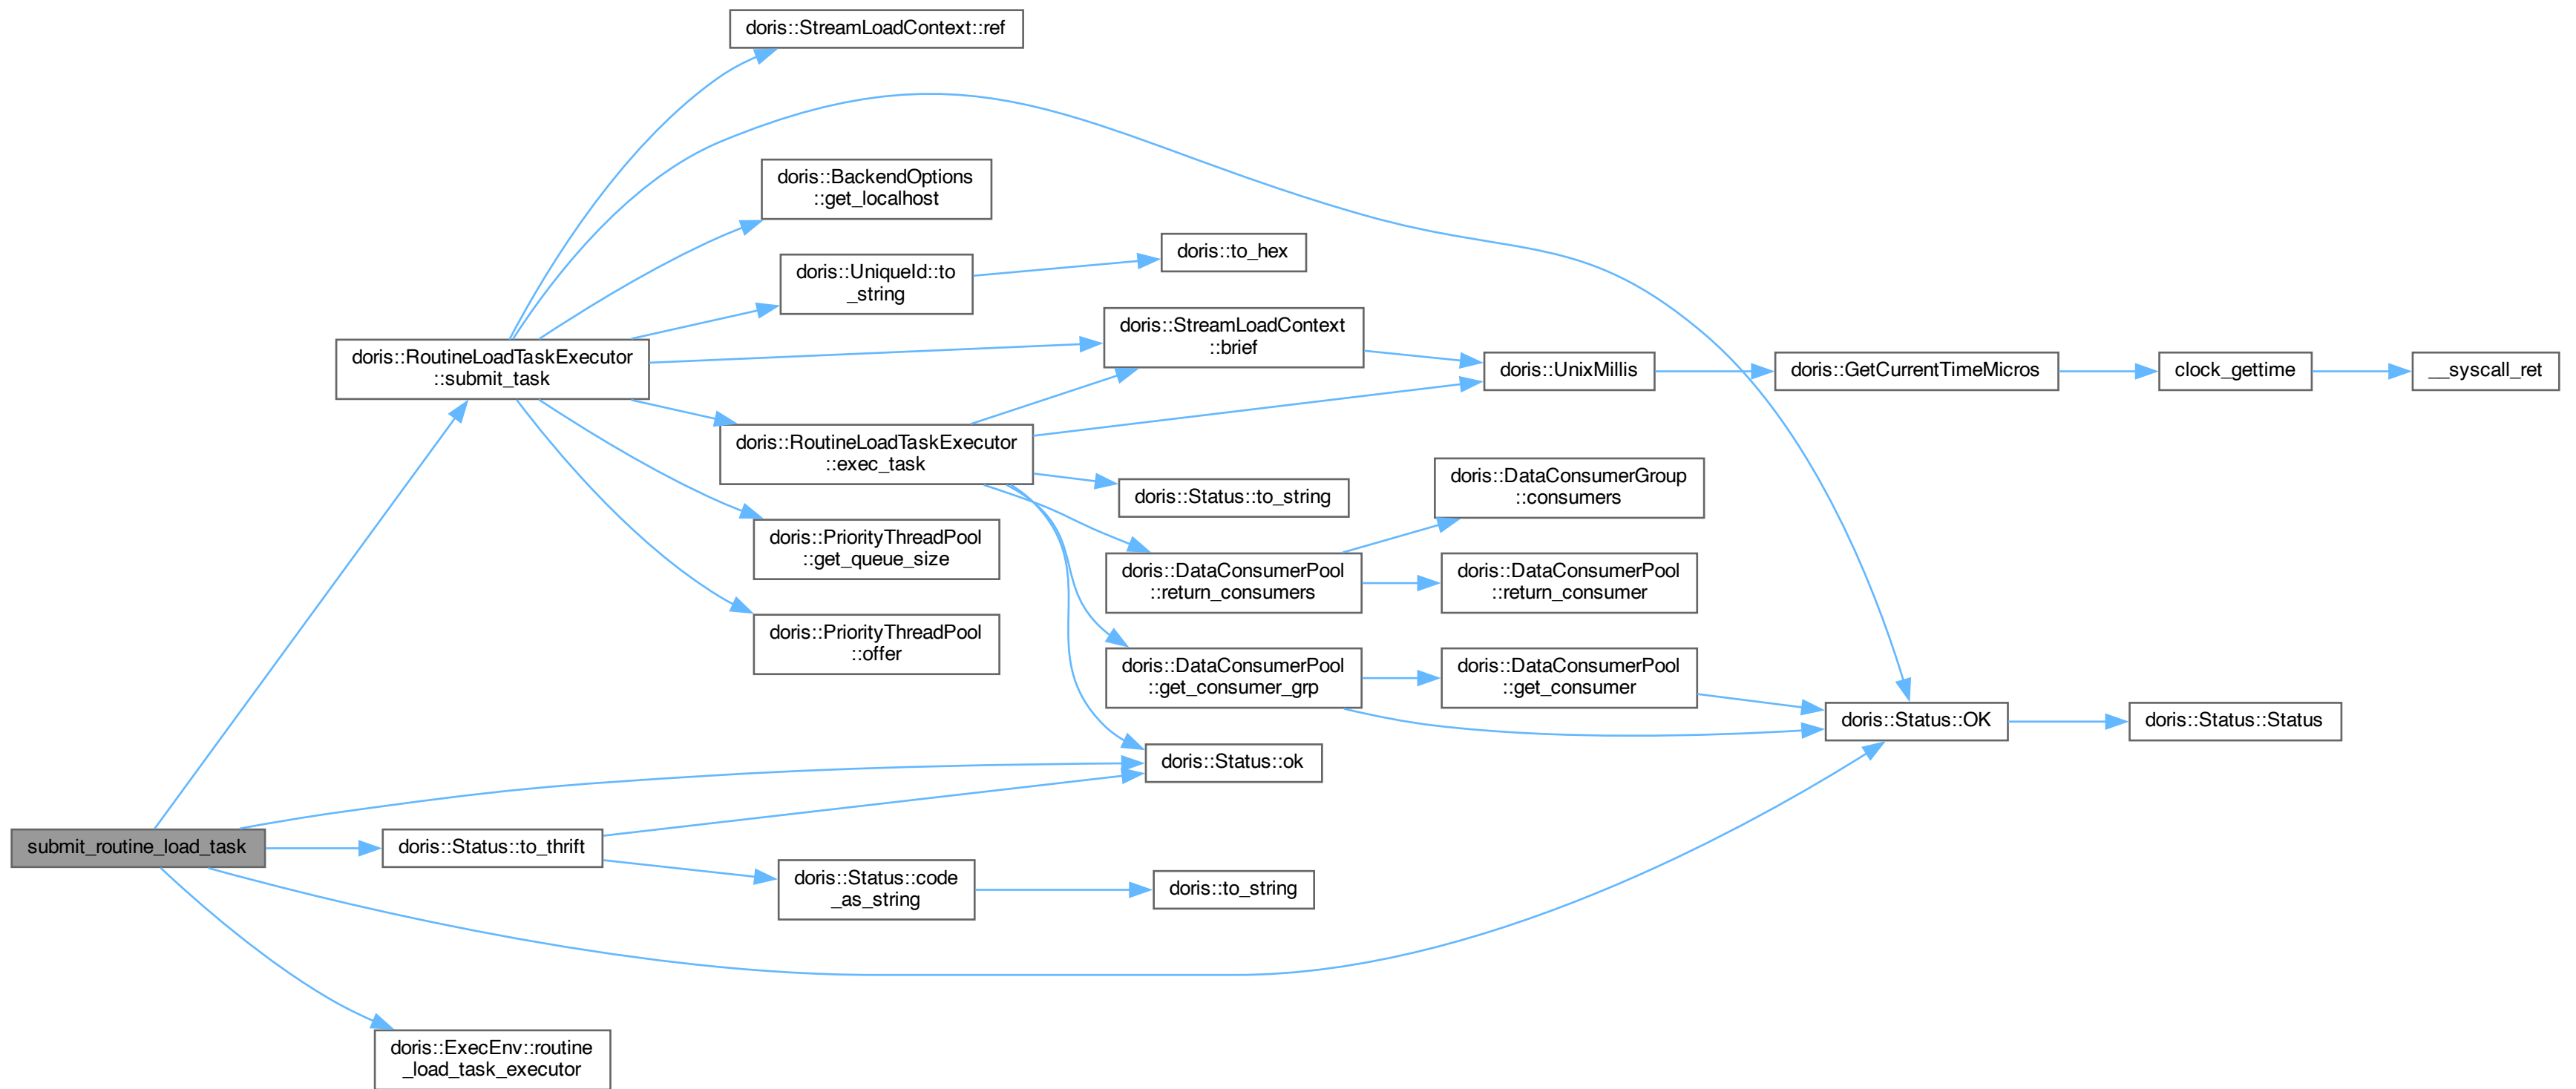 doris::StreamLoadContext::ref
doris::BackendOptions
::get_localhost
doris::to_hex
doris::UniqueId::to
_string
doris::StreamLoadContext
::brief
doris::RoutineLoadTaskExecutor
::submit_task
doris::UnixMillis
doris::GetCurrentTimeMicros
clock_gettime
__syscall_ret
doris::RoutineLoadTaskExecutor
::exec_task
doris::DataConsumerGroup
::consumers
doris::Status::to_string
doris::PriorityThreadPool
::get_queue_size
doris::DataConsumerPool
::return_consumers
doris::DataConsumerPool
::return_consumer
doris::PriorityThreadPool
::offer
doris::DataConsumerPool
::get_consumer_grp
doris::DataConsumerPool
::get_consumer
doris::Status::OK
doris::Status::Status
doris::Status::ok
submit_routine_load_task
doris::Status::to_thrift
doris::Status::code
_as_string
doris::to_string
doris::ExecEnv::routine
_load_task_executor